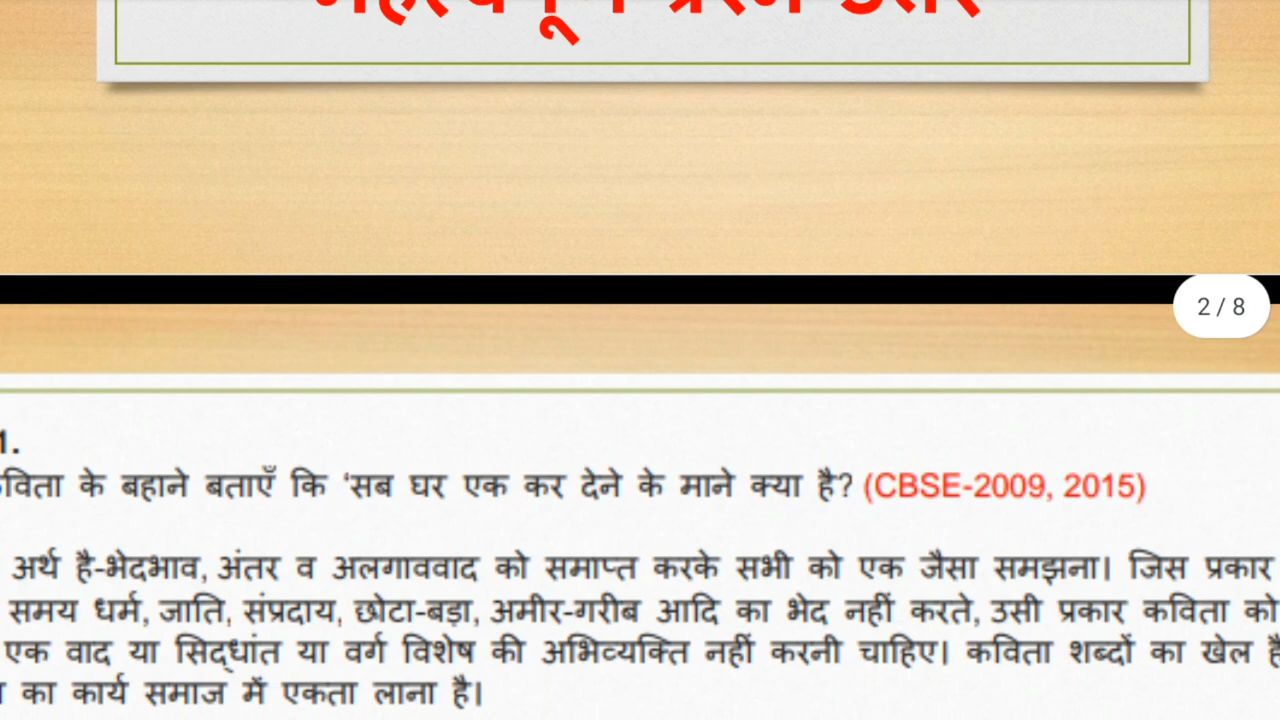 2 / 8
1.
के बहाने बताएँ कि 'सब घर एक कर देने के माने क्या है? (CBSE-2009, 2015)
अर्थ है-भेदभाव, अंतर व अलगाववाद को समाप्त करके सभी को एक जैसा समझना। जिस प्रकार
समय धर्म, जाति, संप्रदाय, छोटा-बड़ा, अमीर-गरीब आदि का भेद नहीं करते, उसी प्रकार कविता को
एक वाद या सिद्धांत या वर्ग विशेष की अभिव्यक्ति नहीं करनी चाहिए। कविता शब्दों का खेल
का कार्य समाज में एकता लाना है।